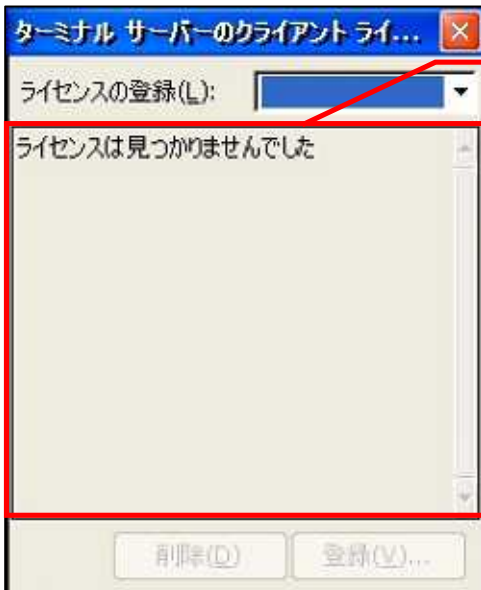 ターミナル サーバーのクライアント ライ...
ライセンスの登録(L):
ライセンスは見つかりませんでした
削除(D)
登録(V)...